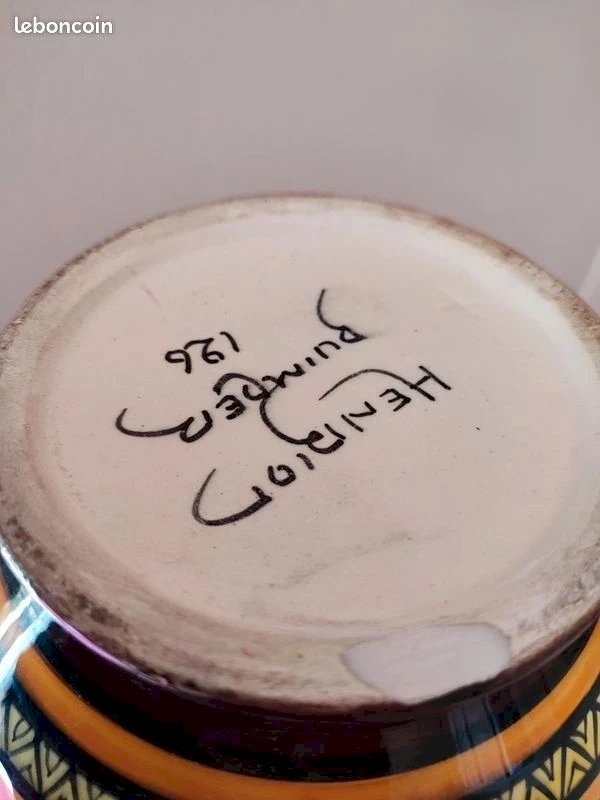 leboncoin
HENRIOT
QUIMPER
126